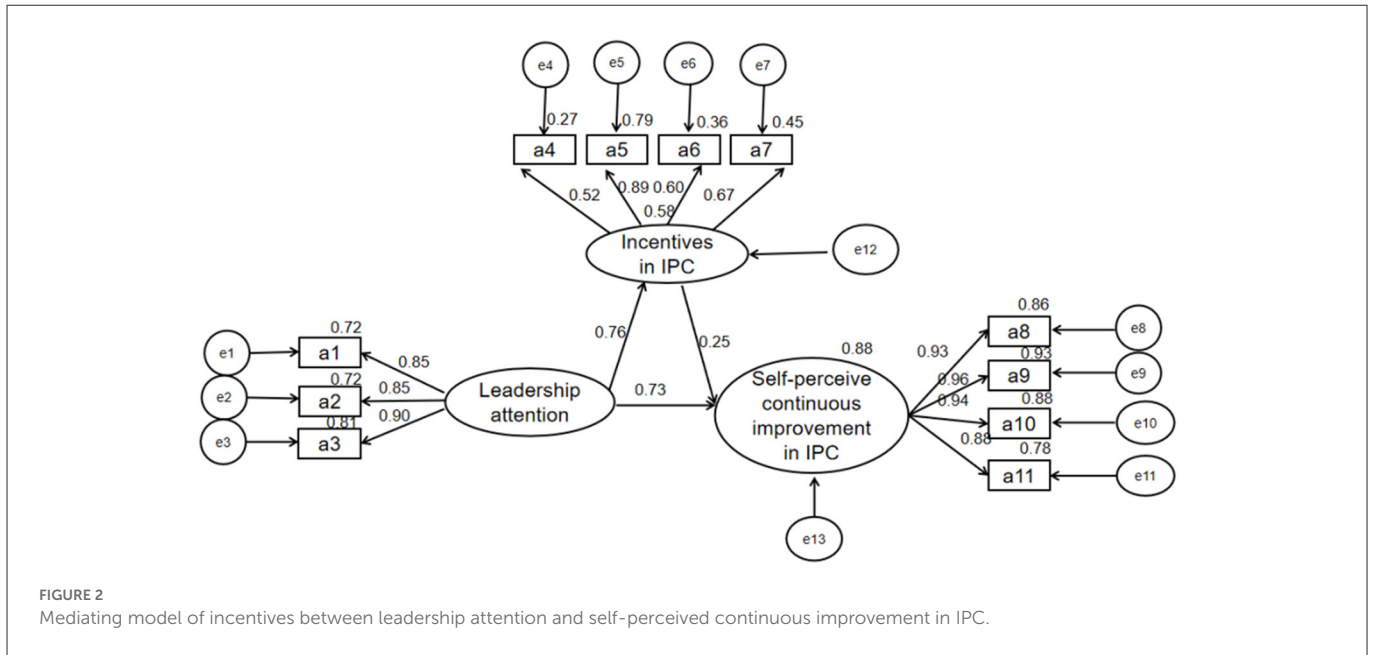 e4 e5 e6 e7
0.27 0.79 0.36 0.45
a4 a5 a6 a7
0.52 0.89 0.60 0.67
0.58
Incentives
in IPC
e12
0.76 0.25
0.72
e1 a1
0.85
0.72
e2 a2
0.85
0.81
e3 a3
0.90
Leadership
attention
0.73
0.88
Self-perceive
continuous
improvement
in IPC
e13
0.86
0.93 a8 e8
0.93
0.96 a9 e9
0.88
0.94 a10 e10
0.78
0.88 a11 e11
FIGURE 2
Mediating model of incentives between leadership attention and self-perceived continuous improvement in IPC.